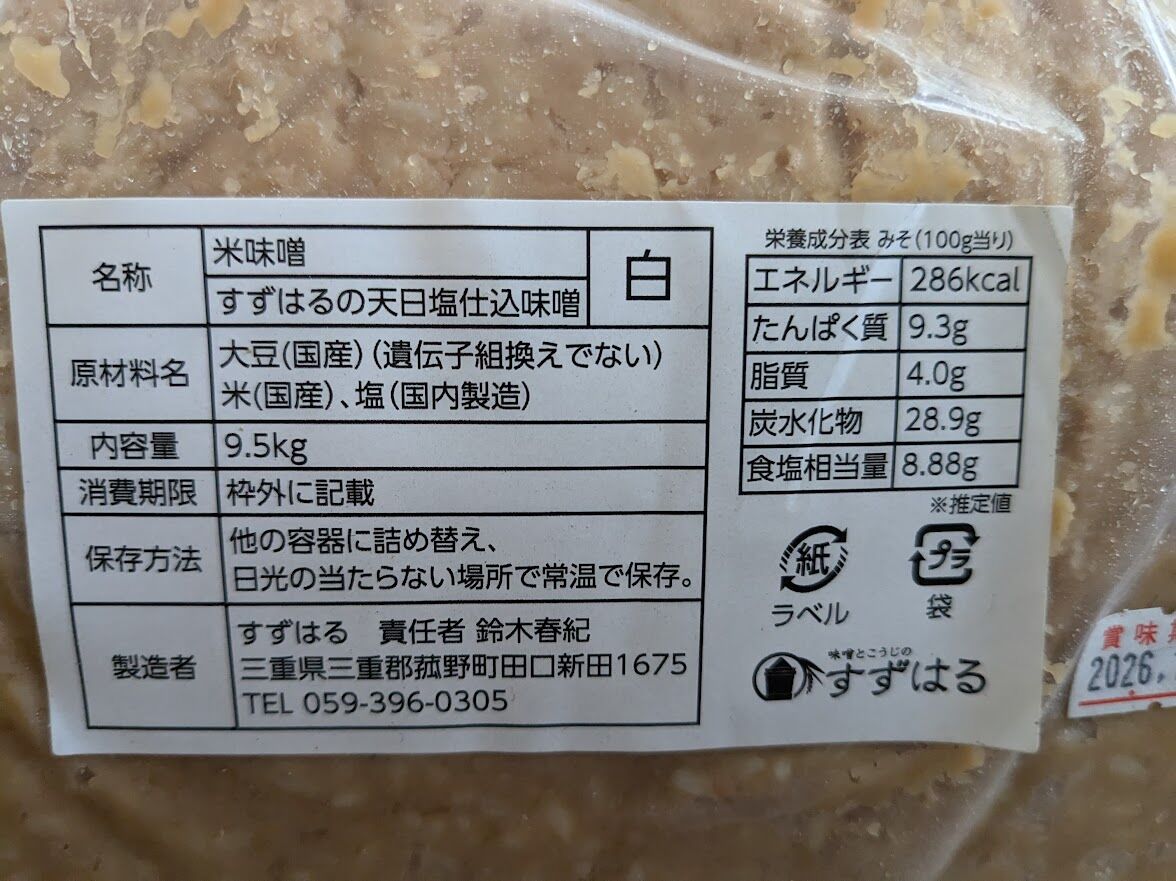 名称
米味噌
すずはるの天日塩仕込味噌
白
原材料名
大豆(国産)(遺伝子組換えでない)
米(国産)、塩(国内製造)
内容量
9.5kg
消費期限
枠外に記載
保存方法
他の容器に詰め替え、
日光の当たらない場所で常温で保存。
製造者
すずはる 責任者 鈴木春紀
三重県三重郡菰野町田口新田1675
TEL 059-396-0305
栄養成分表 みそ(100g当り)
エネルギー 286kcal
たんぱく質 9.3g
脂質 4.0g
炭水化物 28.9g
食塩相当量 8.88g
※推定値
紙
ラベル
プラ
袋
味噌とこうじの
すずはる
賞味
2026.